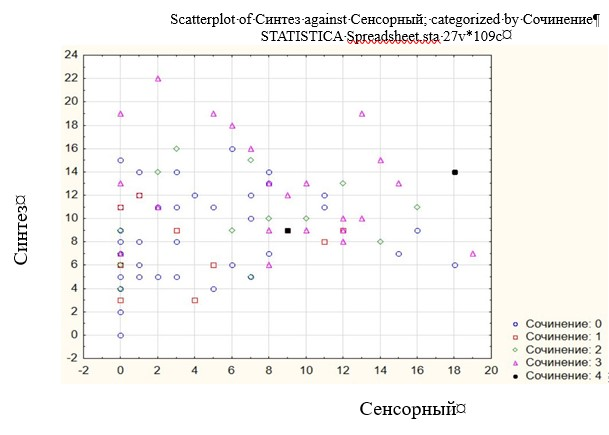 Scatterplot·of·Синтез·against·Сенсорный;·categorized·by·Сочинение¶
STATISTICA·Spreadsheet.sta·27v*109c¤
24
22
20
18
16
14
12
10
8
6
4
2
0
-2
-2 0 2 4 6 8 10 12 14 16 18 20
Синтез¤
Сенсорный¤
Сочинение: 0
Сочинение: 1
Сочинение: 2
Сочинение: 3
Сочинение: 4